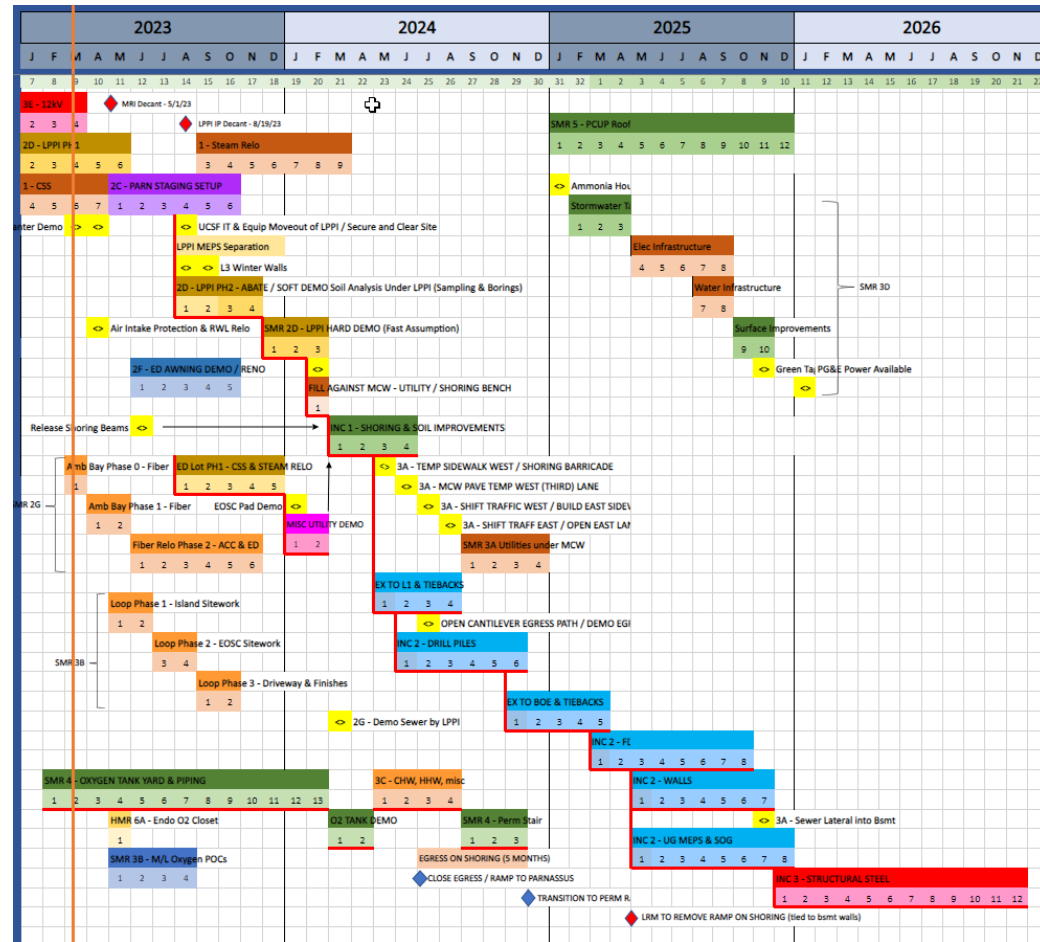 2023 2024 2025 2026
J F M A M J J A S O N D J F M A M J J A S O N D J F M A M J J A S O N D J F M A M J J A S O N D
7 8 9 10 11 12 13 14 15 16 17 18 19 20 21 22 23 24 25 26 27 28 29 30 31 32 1 2 3 4 5 6 7 8 9 10 11 12 13 14 15 16 17 18 19 20 21 22
3E - 12kV MRI Decant - 5/1/23
2 3 4 LPPI IP Decant - 8/19/23 SMR 5 - PCUP Roof
2D - LPPI PH1 1 - Steam Relo 1 2 3 4 5 6 7 8 9 10 11 12
2 3 4 5 6 3 4 5 6 7 8 9
1 - CSS 2C - PARN STAGING SETUP <> Ammonia Hou
4 5 6 7 1 2 3 4 5 6 Stormwater Ta
anter Demo <> <> <> UCSF IT & Equip Moveout of LPPI / Secure and Clear Site 1 2 3
LPPI MEPS Separation Elec Infrastructure
<> <> L3 Winter Walls 4 5 6 7 8
2D - LPPI PH2 - ABATE / SOFT DEMO Soil Analysis Under LPPI (Sampling & Borings) Water Infrastructure SMR 3D
1 2 3 4 7 8
<> Air Intake Protection & RWL Relo SMR 2D - LPPI HARD DEMO (Fast Assumption) Surface Improvements
1 2 3 9 10
2F - ED AWNING DEMO / RENO <> <> Green Ta PG&E Power Available
1 2 3 4 5 FILL AGAINST MCW - UTILITY / SHORING BENCH <>
1
Release Shoring Beams <> INC 1 - SHORING & SOIL IMPROVEMENTS
1 2 3 4
Amb Bay Phase 0 - Fiber ED Lot PH1 - CSS & STEAM RELO <> 3A - TEMP SIDEWALK WEST / SHORING BARRICADE
1 1 2 3 4 5 <> 3A - MCW PAVE TEMP WEST (THIRD) LANE
SMR 2G Amb Bay Phase 1 - Fiber EOSC Pad Demo <> <> 3A - SHIFT TRAFFIC WEST / BUILD EAST SIDEV
1 2 MISC UTILITY DEMO <> 3A - SHIFT TRAFF EAST / OPEN EAST LAN
Fiber Relo Phase 2 - ACC & ED 1 2 SMR 3A Utilities under MCW
1 2 3 4 5 6 1 2 3 4
EX TO L1 & TIEBACKS
Loop Phase 1 - Island Sitework 1 2 3 4
1 2 <> OPEN CANTILEVER EGRESS PATH / DEMO EGI
Loop Phase 2 - EOSC Sitework INC 2 - DRILL PILES
SMR 3B 3 4 1 2 3 4 5 6
Loop Phase 3 - Driveway & Finishes
1 2 EX TO BOE & TIEBACKS
<> 2G - Demo Sewer by LPPI 1 2 3 4 5
INC 2 - FE
1 2 3 4 5 6 7 8
SMR 4 - OXYGEN TANK YARD & PIPING 3C - CHW, HHW, misc INC 2 - WALLS
1 2 3 4 5 6 7 8 9 10 11 12 13 1 2 3 4 1 2 3 4 5 6 7
HMR 6A - Endo O2 Closet O2 TANK DEMO SMR 4 - Perm Stair <> 3A - Sewer Lateral into Bsmt
1 1 2 1 2 3 INC 2 - UG MEPS & SOG
SMR 3B - M/L Oxygen POCs EGRESS ON SHORING (5 MONTHS) 1 2 3 4 5 6 7 8
1 2 3 4 CLOSE EGRESS / RAMP TO PARNASSUS INC 3 - STRUCTURAL STEEL
TRANSITION TO PERM R. 1 2 3 4 5 6 7 8 9 10 11 12
LRM TO REMOVE RAMP ON SHORING (tied to bsmt walls)